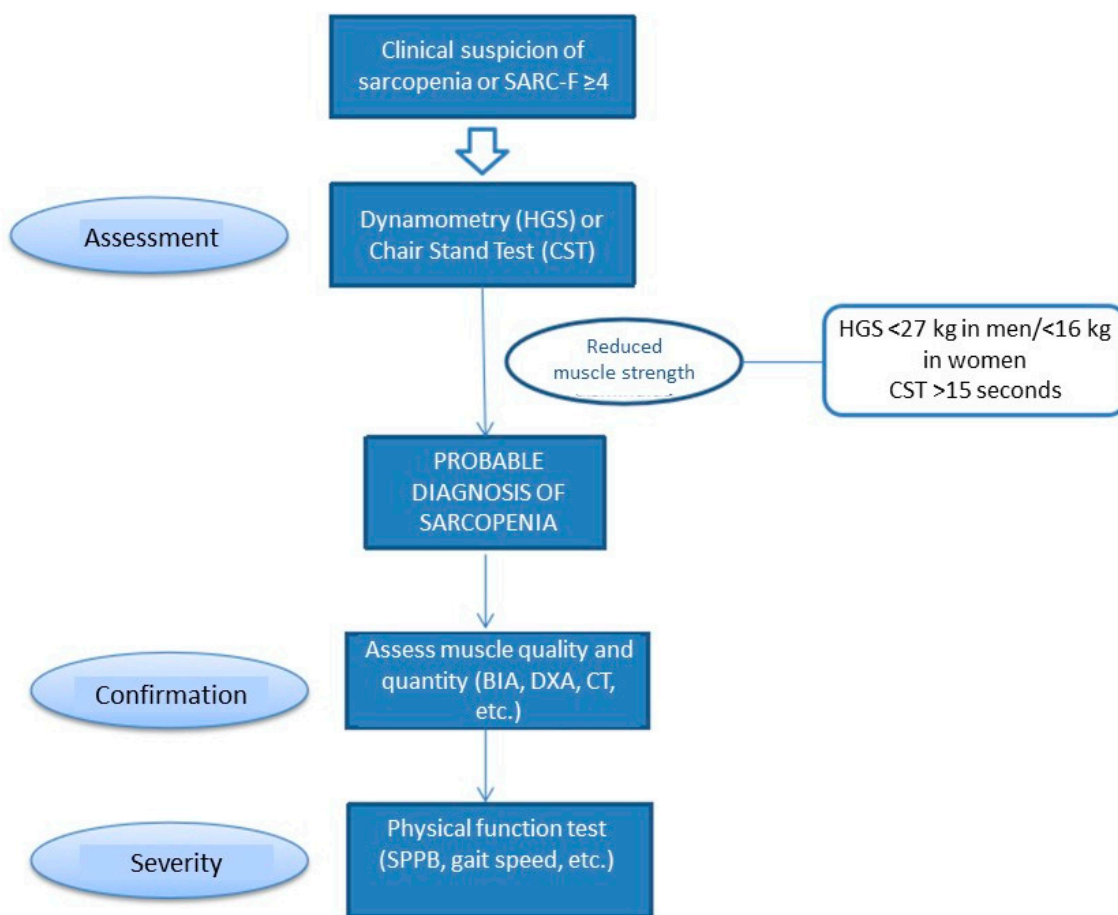 Clinical suspicion of
sarcopenia or SARC-F ≥4
Assessment
Dynamometry (HGS) or
Chair Stand Test (CST)
Reduced
muscle strength
HGS <27 kg in men/<16 kg
in women
CST >15 seconds
PROBABLE
DIAGNOSIS OF
SARCOPENIA
Confirmation
Assess muscle quality and
quantity (BIA, DXA, CT,
etc.)
Severity
Physical function test
(SPPB, gait speed, etc.)